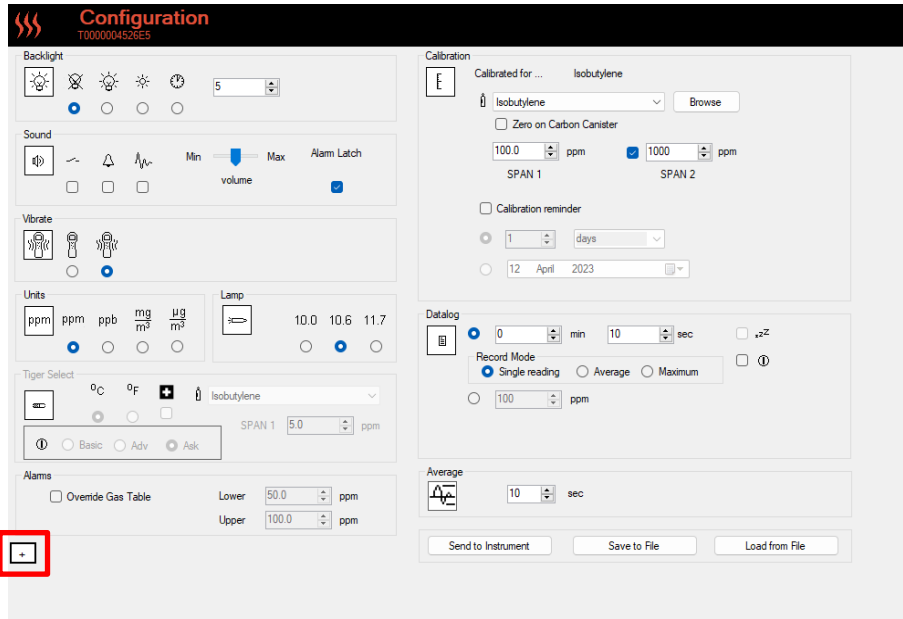 Configuration
T0000004526E5
Backlight
5
Sound
Min
Max
Alarm Latch
volume
Vibrate
Units
ppm ppm ppb mg/m³ µg/m³
Lamp
10.0 10.6 11.7
Tiger Select
°C °F
Isobutylene
SPAN 1 5.0 ppm
Basic Adv Ask
Alarms
Override Gas Table
Lower 50.0 ppm
Upper 100.0 ppm
+
Calibration
Calibrated for ... Isobutylene
Isobutylene Browse
Zero on Carbon Canister
100.0 ppm 1000 ppm
SPAN 1 SPAN 2
Calibration reminder
1 days
12 April 2023
Datalog
0 min 10 sec zzZ
Record Mode
Single reading Average Maximum
100 ppm
Average
10 sec
Send to Instrument Save to File Load from File